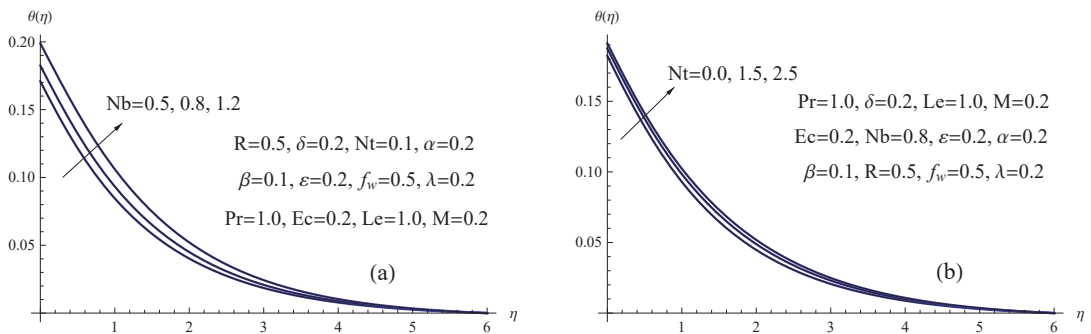 θ(η)
0.20
0.15
0.10
0.05
1 2 3 4 5 6 η
Nb=0.5, 0.8, 1.2
R=0.5, δ=0.2, Nt=0.1, α=0.2
β=0.1, ε=0.2, f_w=0.5, λ=0.2
Pr=1.0, Ec=0.2, Le=1.0, M=0.2
(a)
θ(η)
0.15
0.10
0.05
1 2 3 4 5 6 η
Nt=0.0, 1.5, 2.5
Pr=1.0, δ=0.2, Le=1.0, M=0.2
Ec=0.2, Nb=0.8, ε=0.2, α=0.2
β=0.1, R=0.5, f_w=0.5, λ=0.2
(b)